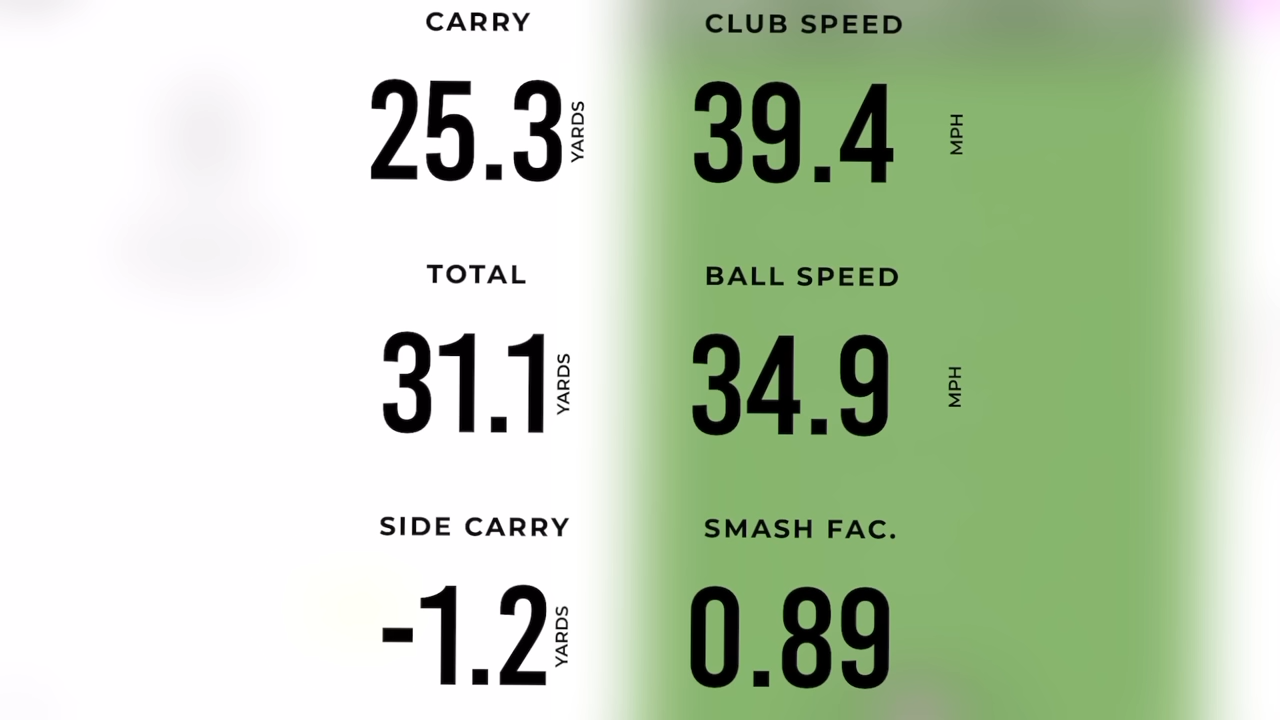 CARRY
25.3 YARDS
CLUB SPEED
39.4 MPH
TOTAL
31.1 YARDS
BALL SPEED
34.9 MPH
SIDE CARRY
-1.2 YARDS
SMASH FAC.
0.89